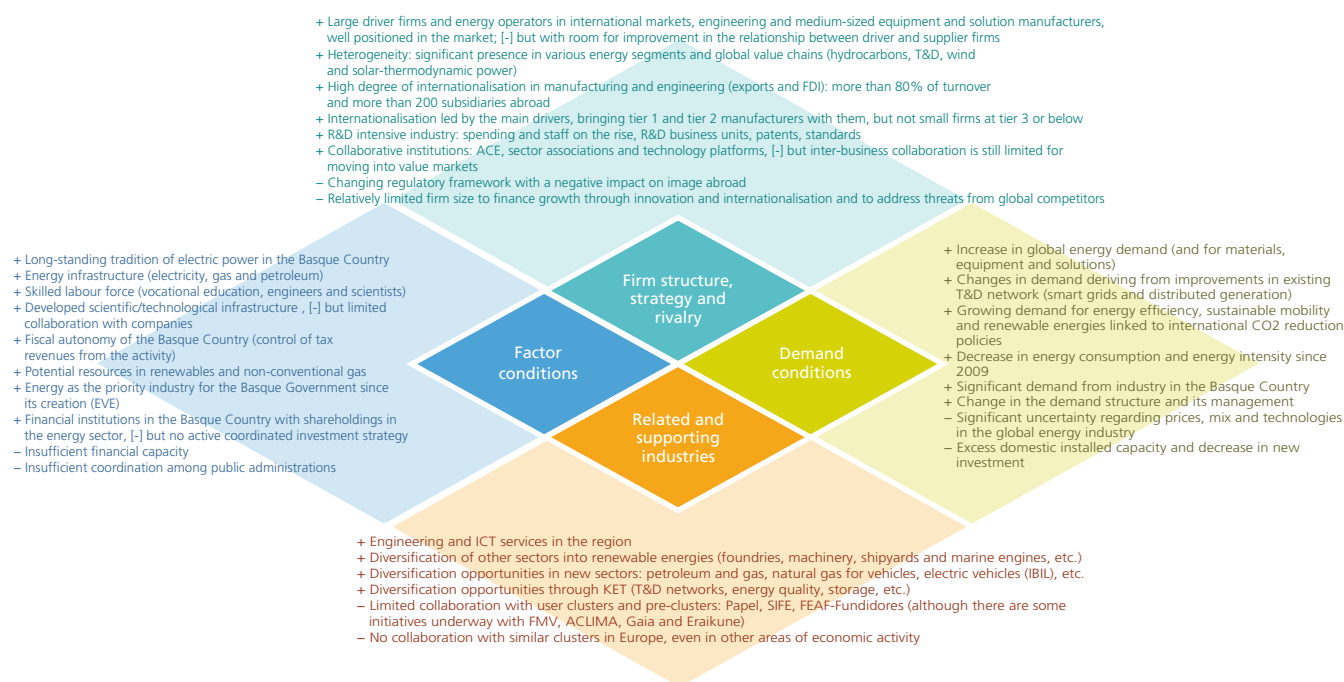 + Large driver firms and energy operators in international markets, engineering and medium-sized equipment and solution manufacturers,
well positioned in the market; [-] but with room for improvement in the relationship between driver and supplier firms
+ Heterogeneity: significant presence in various energy segments and global value chains (hydrocarbons, T&D, wind
and solar-thermodynamic power)
+ High degree of internationalisation in manufacturing and engineering (exports and FDI): more than 80% of turnover
and more than 200 subsidiaries abroad
+ Internationalisation led by the main drivers, bringing tier 1 and tier 2 manufacturers with them, but not small firms at tier 3 or below
+ R&D intensive industry: spending and staff on the rise, R&D business units, patents, standards
+ Collaborative institutions: ACE, sector associations and technology platforms, [-] but inter-business collaboration is still limited for
moving into value markets
− Changing regulatory framework with a negative impact on image abroad
− Relatively limited firm size to finance growth through innovation and internationalisation and to address threats from global competitors
+ Long-standing tradition of electric power in the Basque Country
+ Energy infrastructure (electricity, gas and petroleum)
+ Skilled labour force (vocational education, engineers and scientists)
+ Developed scientific/technological infrastructure , [-] but limited
collaboration with companies
+ Fiscal autonomy of the Basque Country (control of tax
revenues from the activity)
+ Potential resources in renewables and non-conventional gas
+ Energy as the priority industry for the Basque Government since
its creation (EVE)
+ Financial institutions in the Basque Country with shareholdings in
the energy sector, [-] but no active coordinated investment strategy
− Insufficient financial capacity
− Insufficient coordination among public administrations
Firm structure,
strategy and
rivalry
Factor
conditions
Demand
conditions
Related and
supporting
industries
+ Increase in global energy demand (and for materials,
equipment and solutions)
+ Changes in demand deriving from improvements in existing
T&D network (smart grids and distributed generation)
+ Growing demand for energy efficiency, sustainable mobility
and renewable energies linked to international CO2 reduction
policies
+ Decrease in energy consumption and energy intensity since
2009
+ Significant demand from industry in the Basque Country
+ Change in the demand structure and its management
− Significant uncertainty regarding prices, mix and technologies
in the global energy industry
− Excess domestic installed capacity and decrease in new
investment
+ Engineering and ICT services in the region
+ Diversification of other sectors into renewable energies (foundries, machinery, shipyards and marine engines, etc.)
+ Diversification opportunities in new sectors: petroleum and gas, natural gas for vehicles, electric vehicles (IBIL), etc.
+ Diversification opportunities through KET (T&D networks, energy quality, storage, etc.)
− Limited collaboration with user clusters and pre-clusters: Papel, SIFE, FEAF-Fundidores (although there are some
initiatives underway with FMV, ACLIMA, Gaia and Eraikune)
− No collaboration with similar clusters in Europe, even in other areas of economic activity